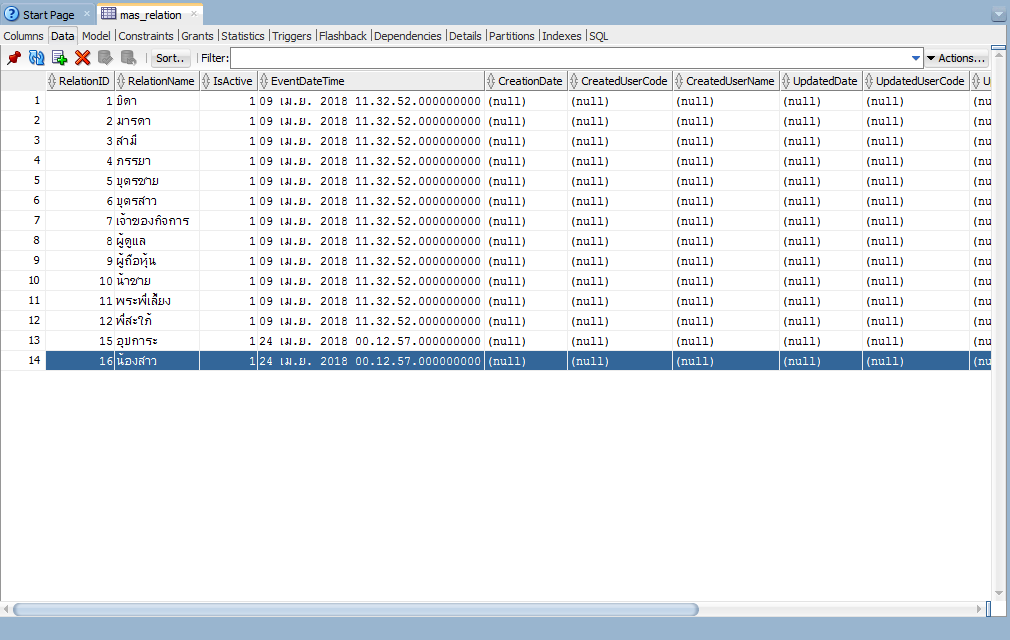 Start Page mas_relation
Columns Data Model Constraints Grants Statistics Triggers Flashback Dependencies Details Partitions Indexes SQL
Sort.. Filter: Actions...
RelationID RelationName IsActive EventDateTime CreationDate CreatedUserCode CreatedUserName UpdatedDate UpdatedUserCode U
1 1 บิดา 1 09 เม.ย. 2018 11.32.52.000000000 (null) (null) (null) (null) (null) (nu
2 2 มารดา 1 09 เม.ย. 2018 11.32.52.000000000 (null) (null) (null) (null) (null) (nu
3 3 สามี 1 09 เม.ย. 2018 11.32.52.000000000 (null) (null) (null) (null) (null) (nu
4 4 ภรรยา 1 09 เม.ย. 2018 11.32.52.000000000 (null) (null) (null) (null) (null) (nu
5 5 บุตรชาย 1 09 เม.ย. 2018 11.32.52.000000000 (null) (null) (null) (null) (null) (nu
6 6 บุตรสาว 1 09 เม.ย. 2018 11.32.52.000000000 (null) (null) (null) (null) (null) (nu
7 7 เจ้าของกิจการ 1 09 เม.ย. 2018 11.32.52.000000000 (null) (null) (null) (null) (null) (nu
8 8 ผู้ดูแล 1 09 เม.ย. 2018 11.32.52.000000000 (null) (null) (null) (null) (null) (nu
9 9 ผู้ถือหุ้น 1 09 เม.ย. 2018 11.32.52.000000000 (null) (null) (null) (null) (null) (nu
10 10 น้าชาย 1 09 เม.ย. 2018 11.32.52.000000000 (null) (null) (null) (null) (null) (nu
11 11 พระพี่เลี้ยง 1 09 เม.ย. 2018 11.32.52.000000000 (null) (null) (null) (null) (null) (nu
12 12 พี่สะใภ้ 1 09 เม.ย. 2018 11.32.52.000000000 (null) (null) (null) (null) (null) (nu
13 15 อุปการะ 1 24 เม.ย. 2018 00.12.57.000000000 (null) (null) (null) (null) (null) (nu
14 16 น้องสาว 1 24 เม.ย. 2018 00.12.57.000000000 (null) (null) (null) (null) (null) (nu